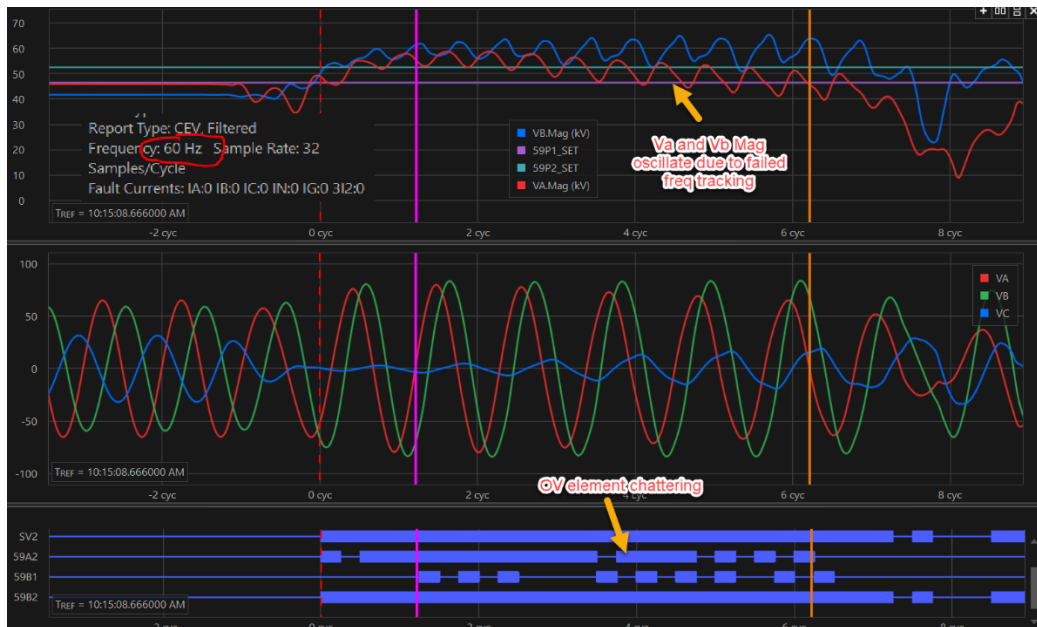 70
60
50
40
30
20
10
0
Report Type: CEV, Filtered
Frequency: 60 Hz Sample Rate: 32
Samples/Cycle
Fault Currents: IA:0 IB:0 IC:0 IN:0 IG:0 3I2:0
VB.Mag (kV)
59P1_SET
59P2_SET
VA.Mag (kV)
Va and Vb Mag
oscillate due to failed
freq tracking
TREF = 10:15:08.666000 AM
-2 cyc
0 cyc
2 cyc
4 cyc
6 cyc
8 cyc
100
50
0
-50
-100
VA
VB
VC
TREF = 10:15:08.666000 AM
-2 cyc
0 cyc
2 cyc
4 cyc
6 cyc
8 cyc
OV element chattering
SV2
59A2
59B1
59B2
TREF = 10:15:08.666000 AM